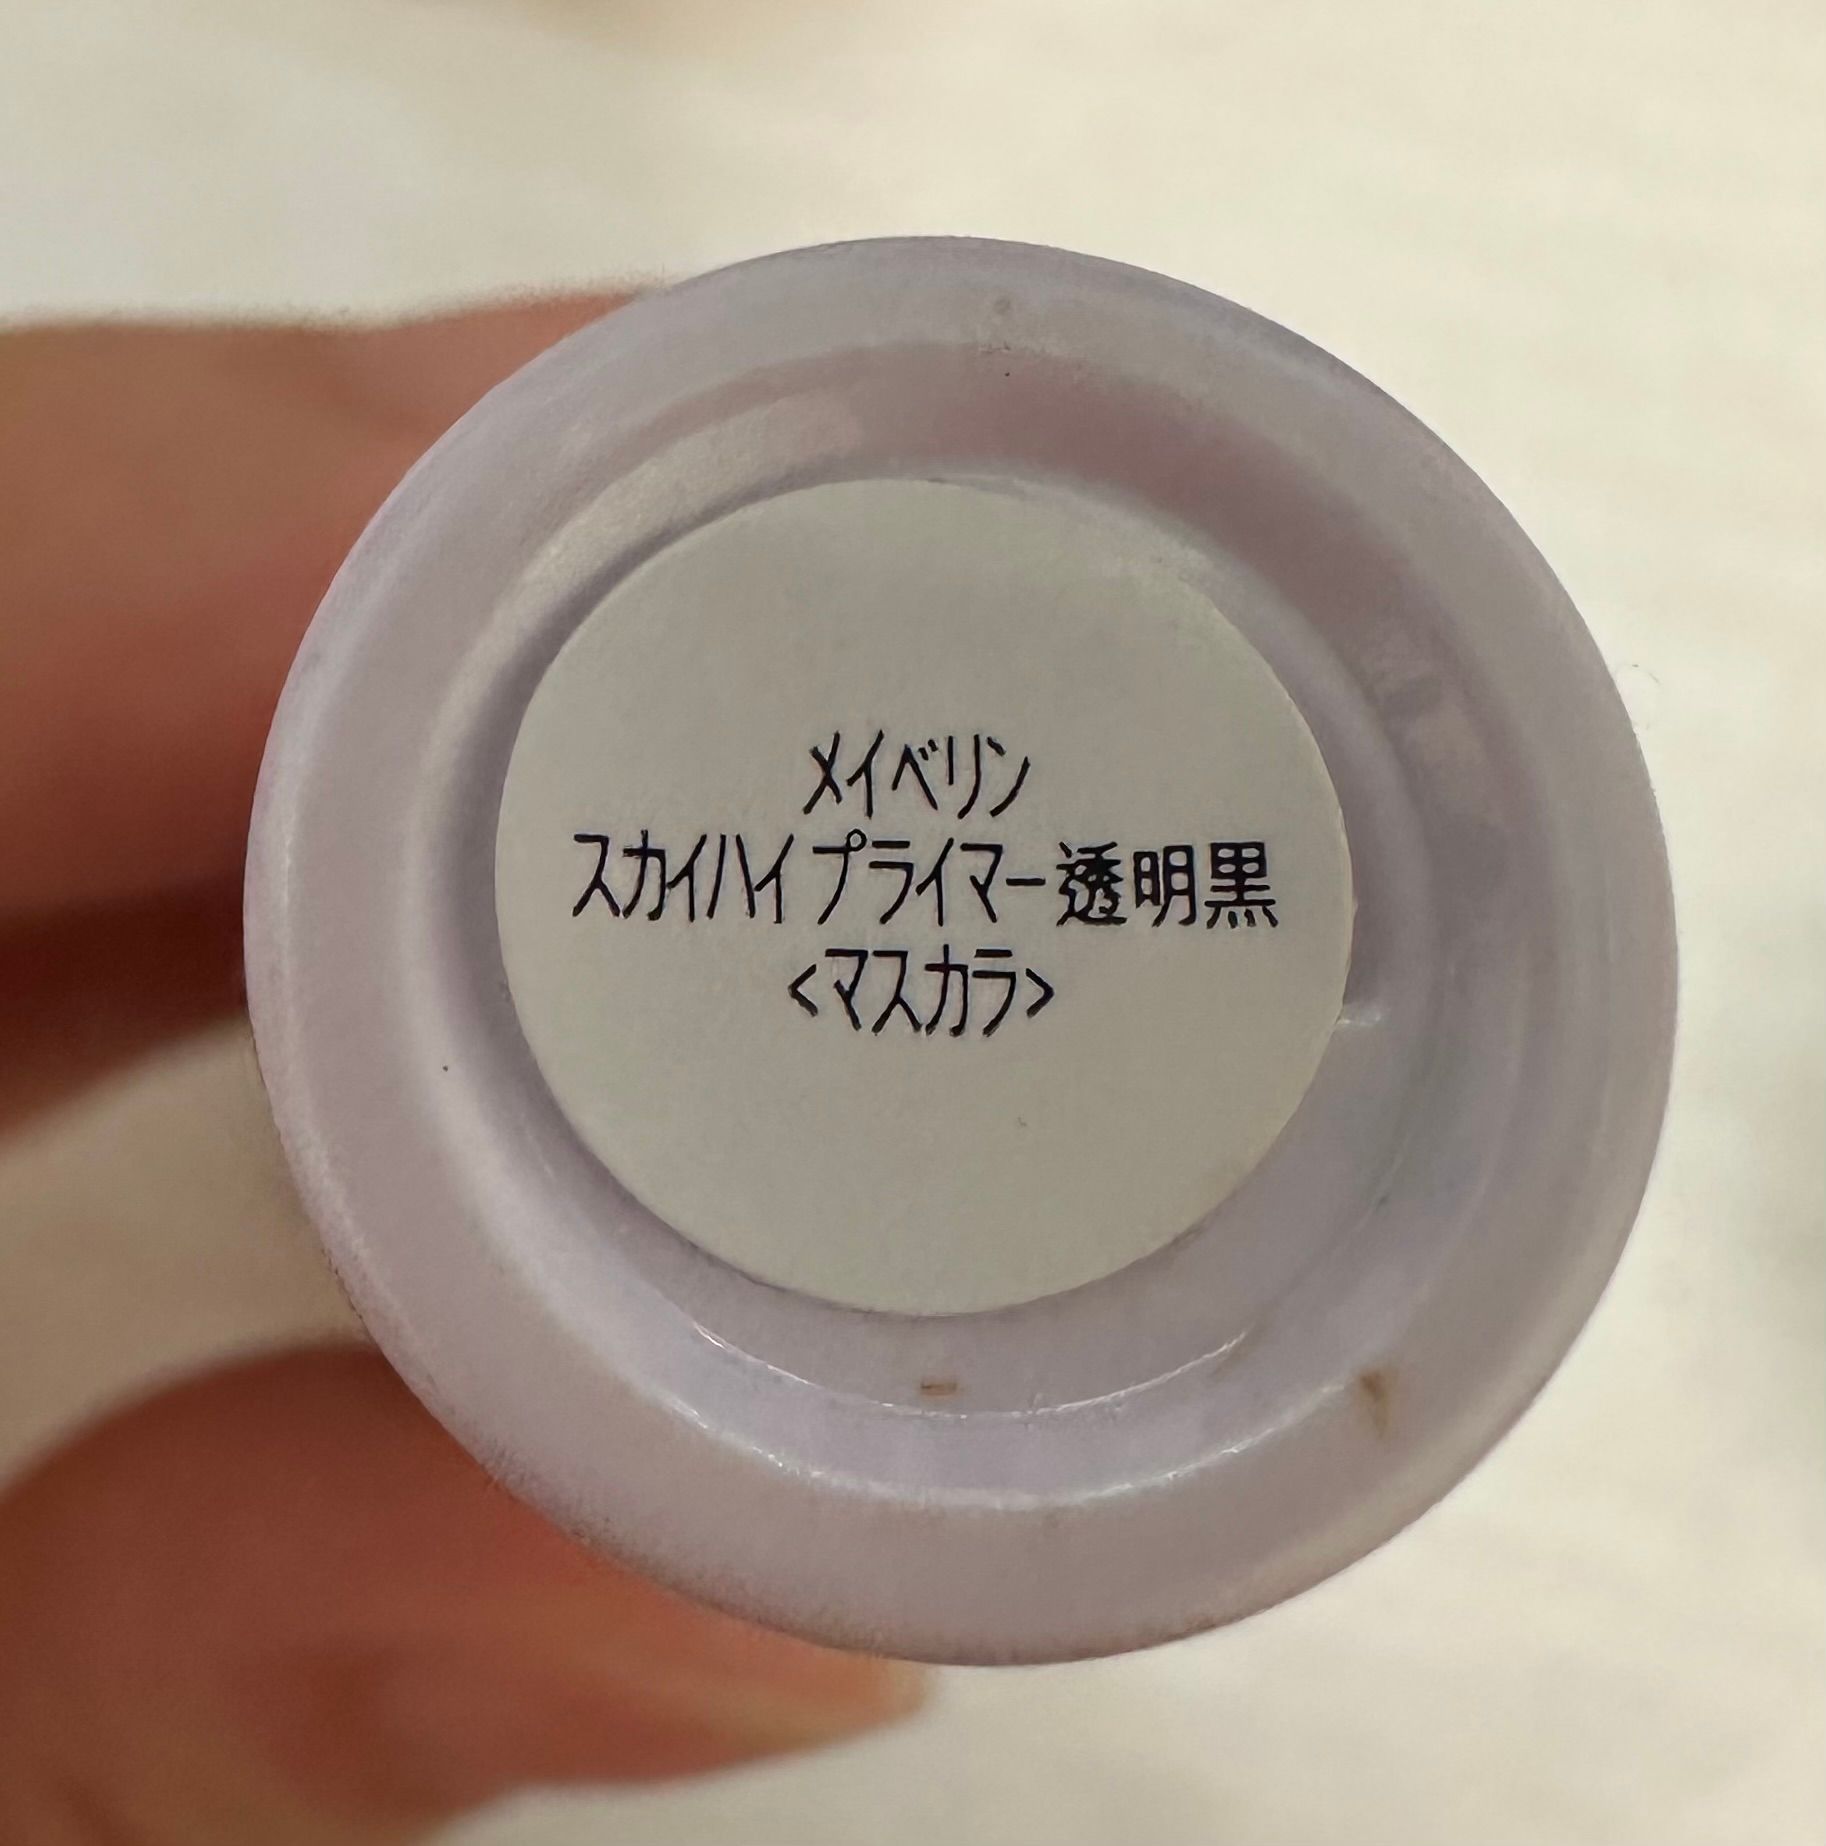 メイベリン
スカイハイ プライマー 透明黒
<マスカラ>